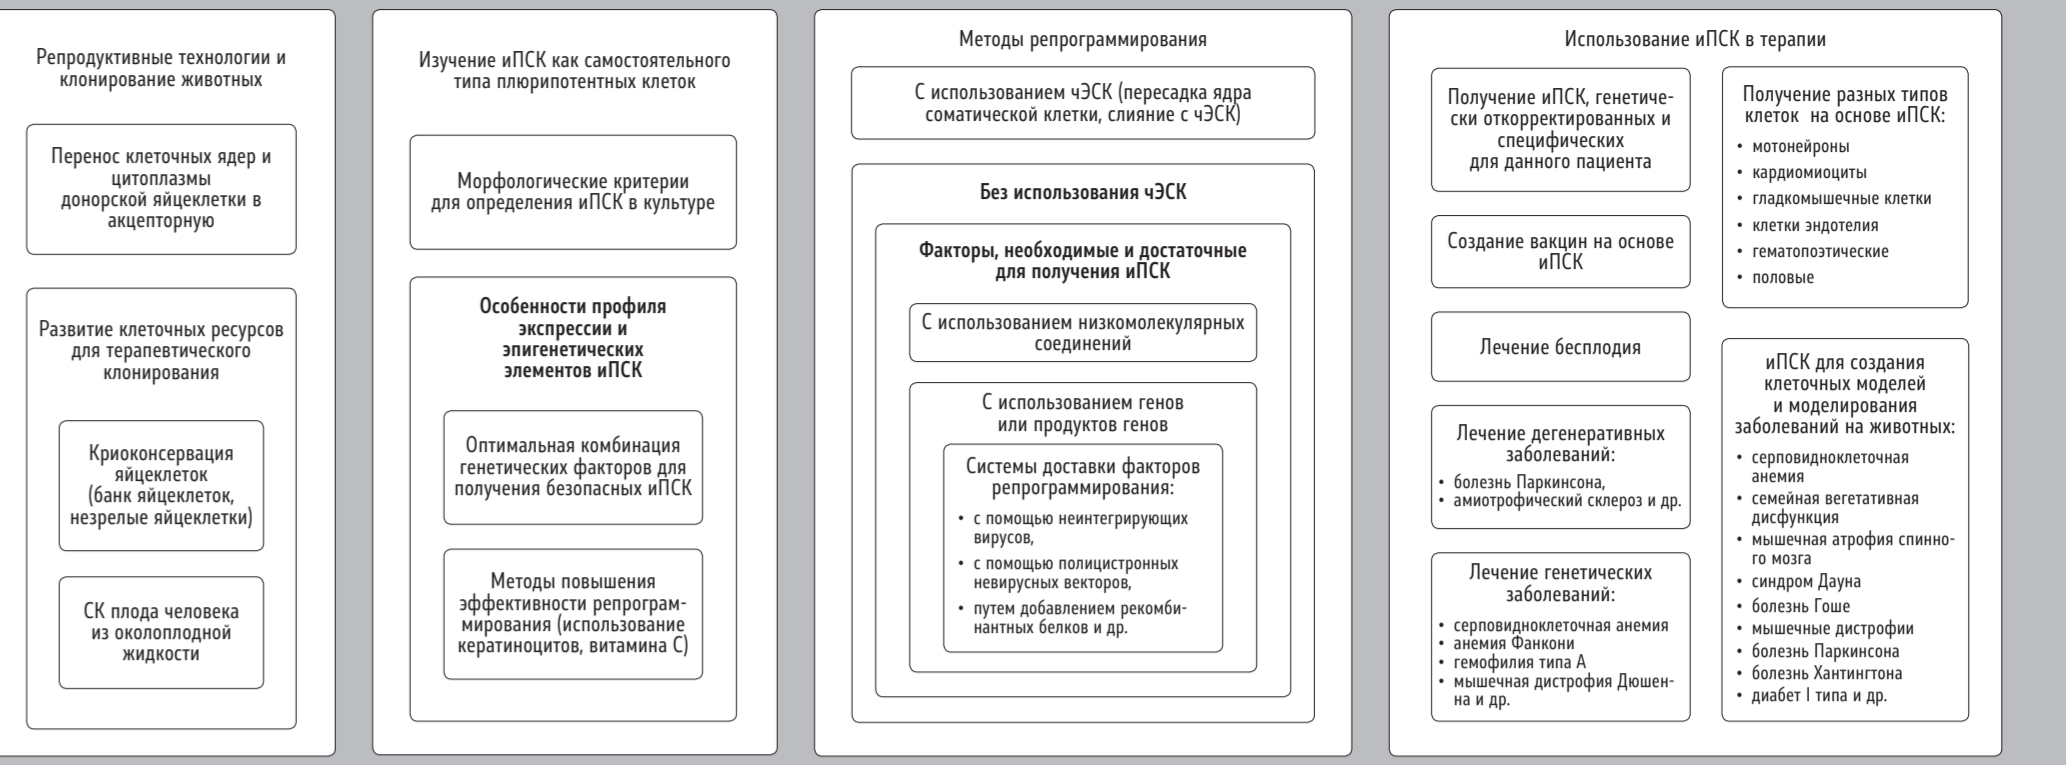 Репродуктивные технологии и
клонирование животных
Перенос клеточных ядер и
цитоплазмы
донорской яйцеклетки в
акцепторную
Развитие клеточных ресурсов
для терапевтического
клонирования
Криоконсервация
яйцеклеток
(банк яйцеклеток,
незрелые яйцеклетки)
СК плода человека
из околоплодной
жидкости
Изучение иПСК как самостоятельного
типа плюрипотентных клеток
Морфологические критерии
для определения иПСК в культуре
Особенности профиля
экспрессии и
эпигенетических
элементов иПСК
Оптимальная комбинация
генетических факторов для
получения безопасных иПСК
Методы повышения
эффективности репрограм-
мирования (использование
кератиноцитов, витамина С)
Методы репрограммирования
С использованием чЭСК (пересадка ядра
соматической клетки, слияние с чЭСК)
Без использования чЭСК
Факторы, необходимые и достаточные
для получения иПСК
С использованием низкомолекулярных
соединений
С использованием генов
или продуктов генов
Системы доставки факторов
репрограммирования:
• с помощью неинтегрирующих
вирусов,
• с помощью полицистронных
невирусных векторов,
• путем добавлением рекомби-
нантных белков и др.
Использование иПСК в терапии
Получение иПСК, генетиче-
ски откорректированных и
специфических
для данного пациента
Создание вакцин на основе
иПСК
Лечение бесплодия
Лечение дегенеративных
заболеваний:
• болезнь Паркинсона,
• амиотрофический склероз и др.
Лечение генетических
заболеваний:
• серповидноклеточная анемия
• анемия Фанкони
• гемофилия типа А
• мышечная дистрофия Дюшен-
на и др.
Получение разных типов
клеток на основе иПСК:
• мотонейроны
• кардиомиоциты
• гладкомышечные клетки
• клетки эндотелия
• гематопоэтические
• половые
иПСК для создания
клеточных моделей
и моделирования
заболеваний на животных:
• серповидноклеточная
анемия
• семейная вегетативная
дисфункция
• мышечная атрофия спинно-
го мозга
• синдром Дауна
• болезнь Гоше
• мышечные дистрофии
• болезнь Паркинсона
• болезнь Хантингтона
• диабет I типа и др.